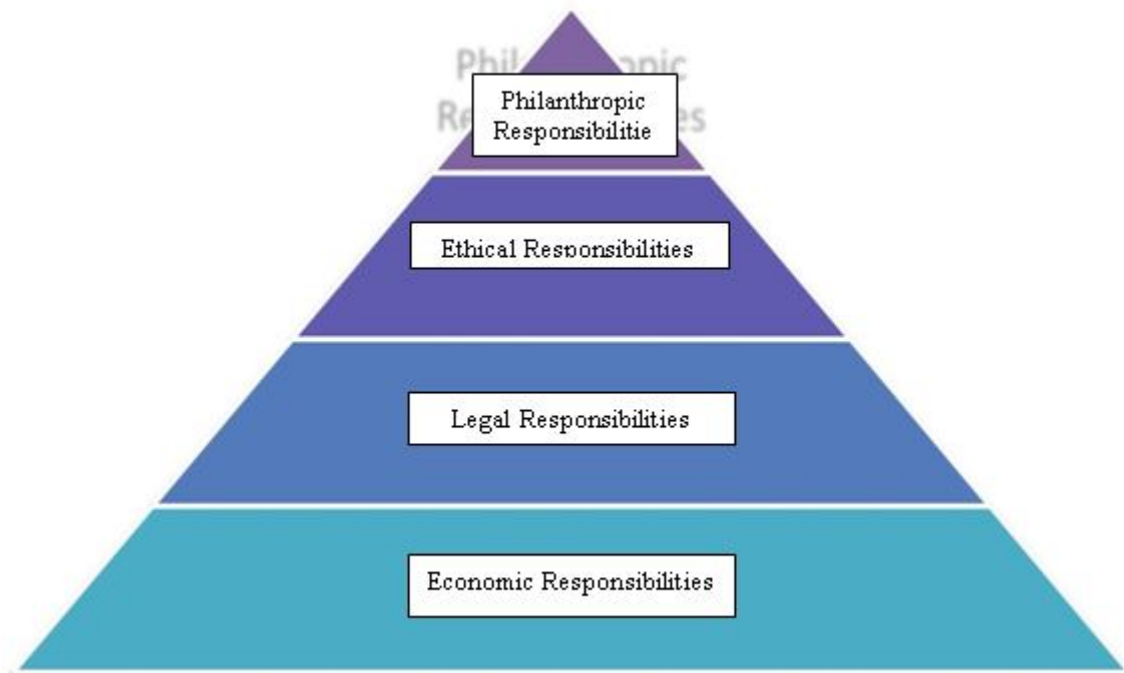 Philanthropic
Responsibilitie
Ethical Responsibilities
Legal Responsibilities
Economic Responsibilities